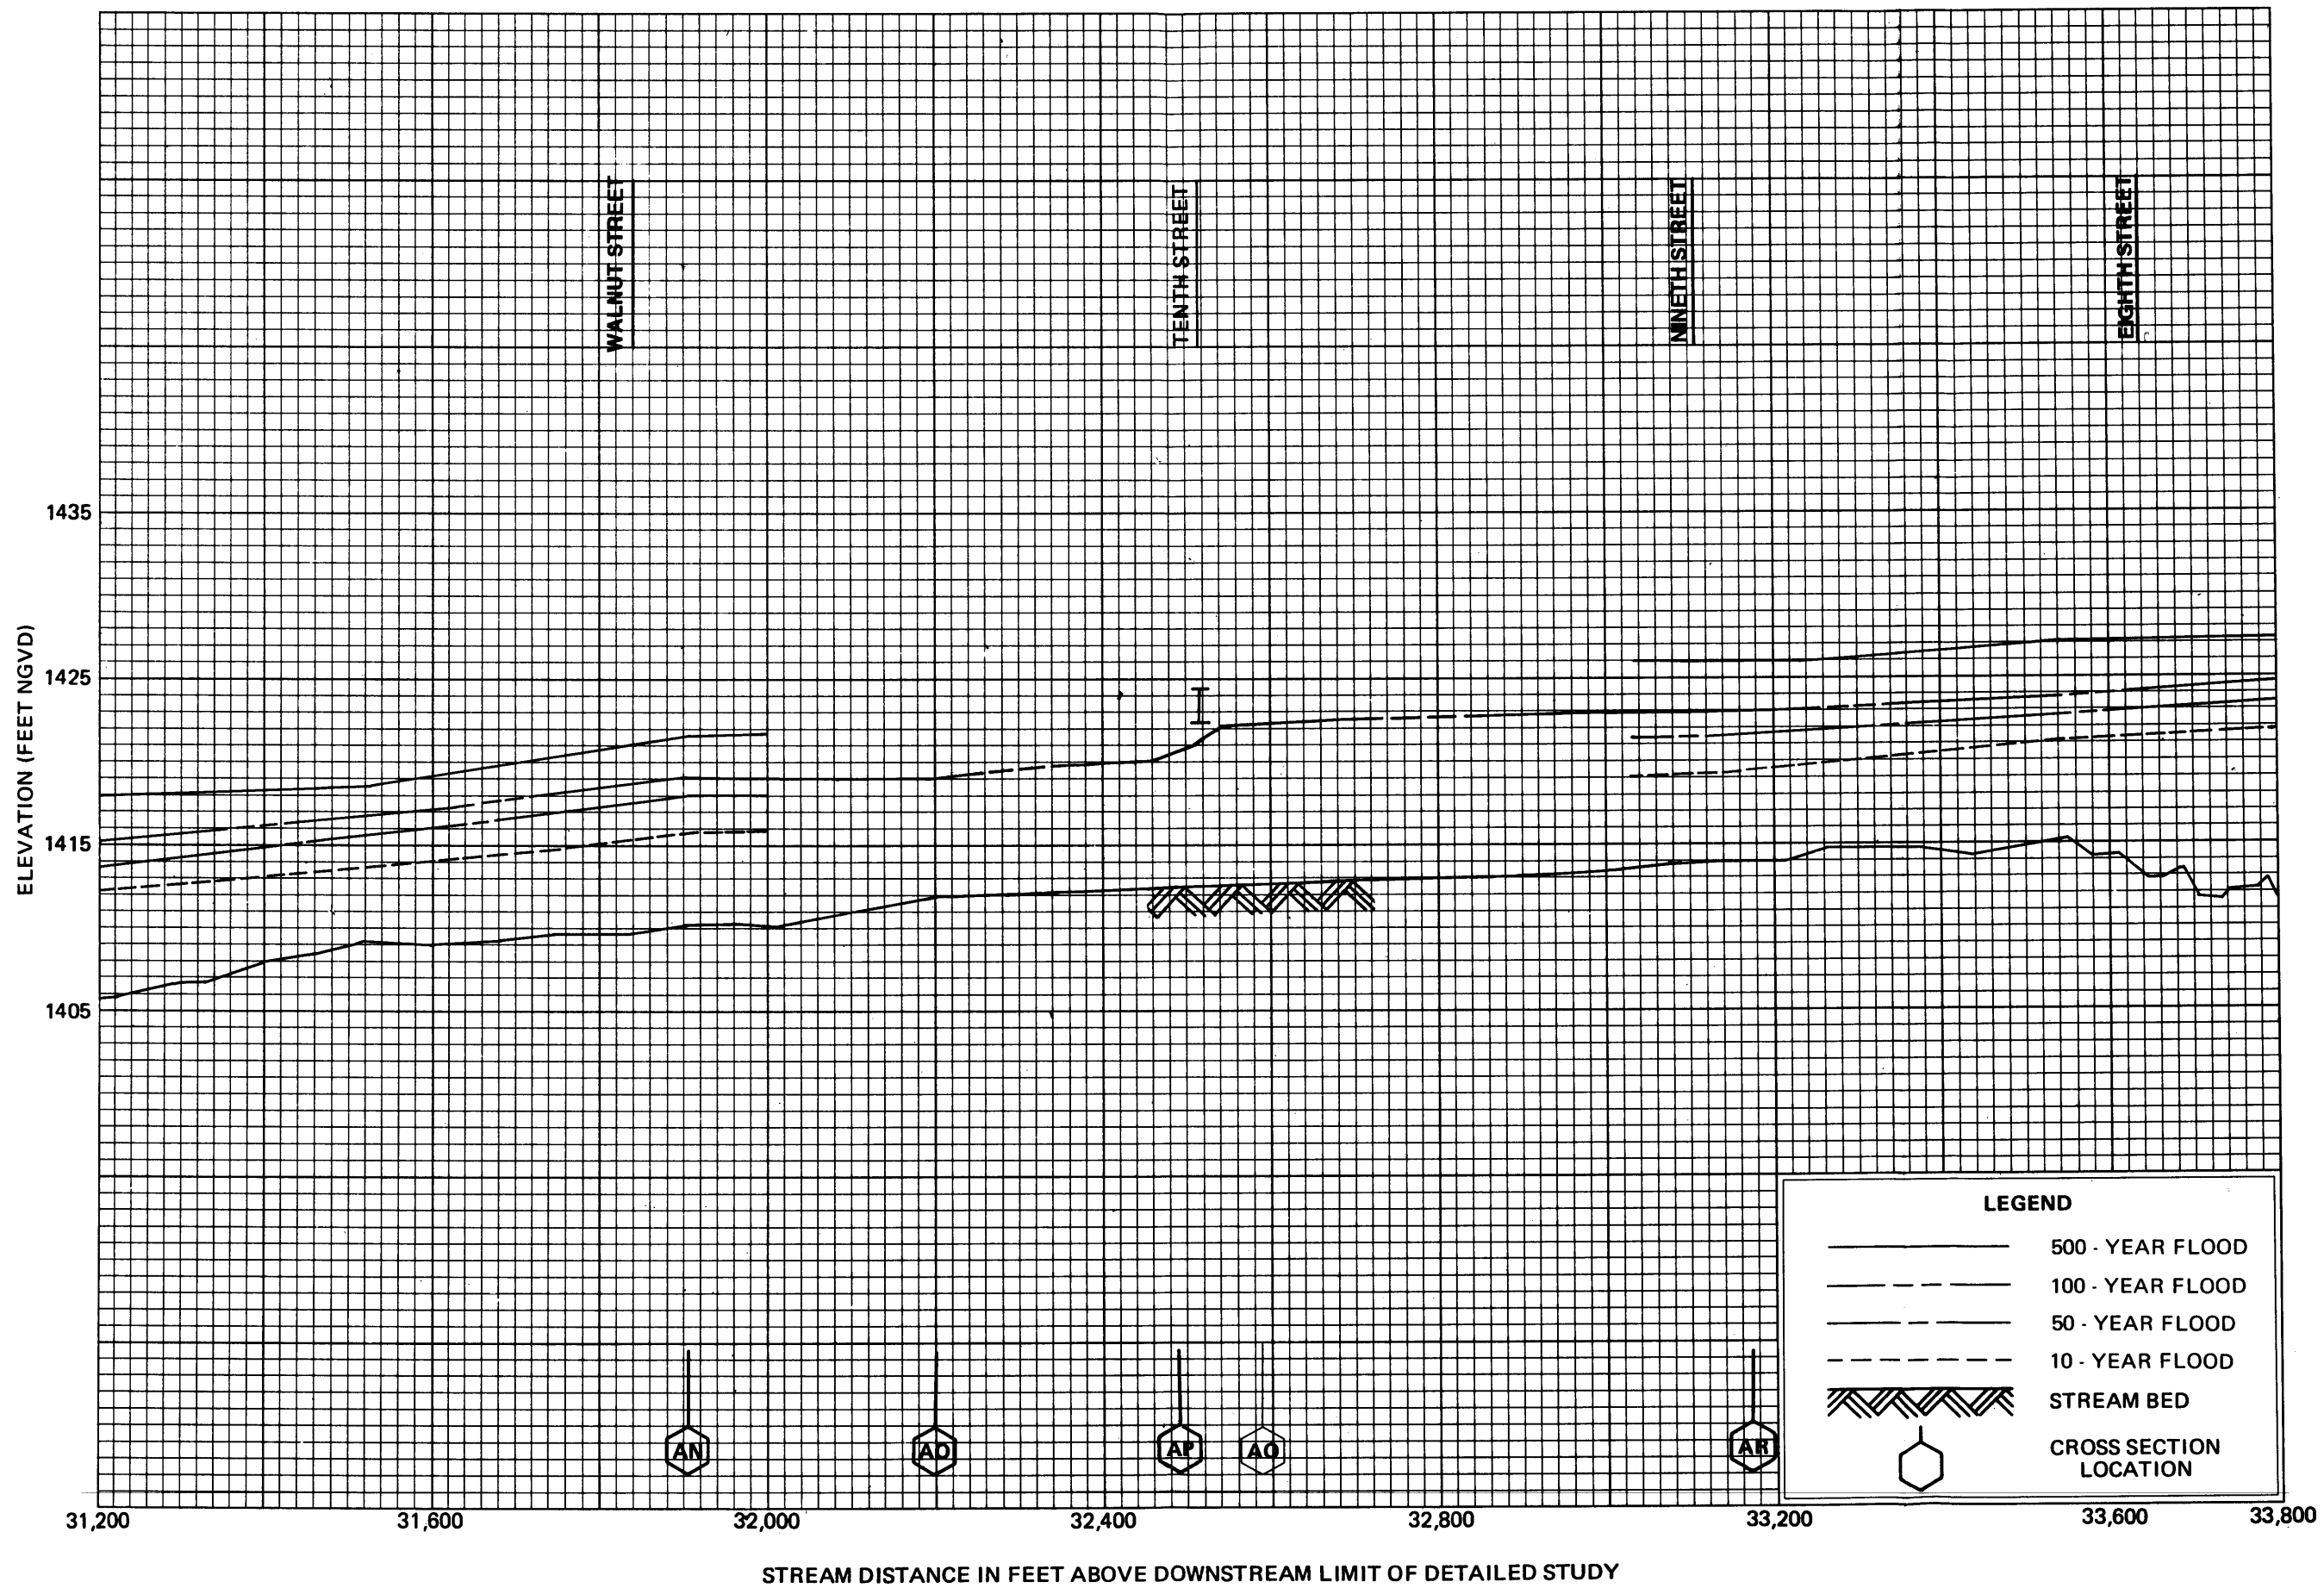 WALNUT STREET
TENTH STREET
NINETH STREET
EIGHTH STREET
ELEVATION (FEET NGVD)
1435
1425
1415
1405
LEGEND
500 - YEAR FLOOD
100 - YEAR FLOOD
50 - YEAR FLOOD
10 - YEAR FLOOD
STREAM BED
CROSS SECTION
LOCATION
AN
AO
AP
AQ
AR
31,200
31,600
32,000
32,400
32,800
33,200
33,600
33,800
STREAM DISTANCE IN FEET ABOVE DOWNSTREAM LIMIT OF DETAILED STUDY